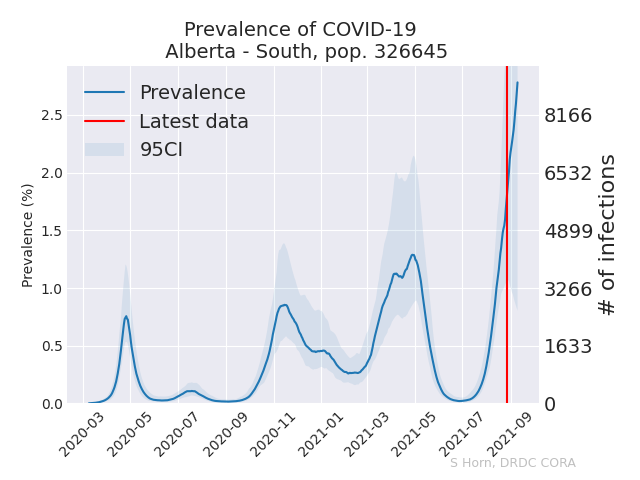 Prevalence of COVID-19
Alberta - South, pop. 326645
Prevalence
Latest data
95CI
Prevalence (%)
2.5
2.0
1.5
1.0
0.5
0.0
8166
6532
4899
3266
1633
0
# of infections
2020-03
2020-05
2020-07
2020-09
2020-11
2021-01
2021-03
2021-05
2021-07
2021-09
S Horn, DRDC CORA